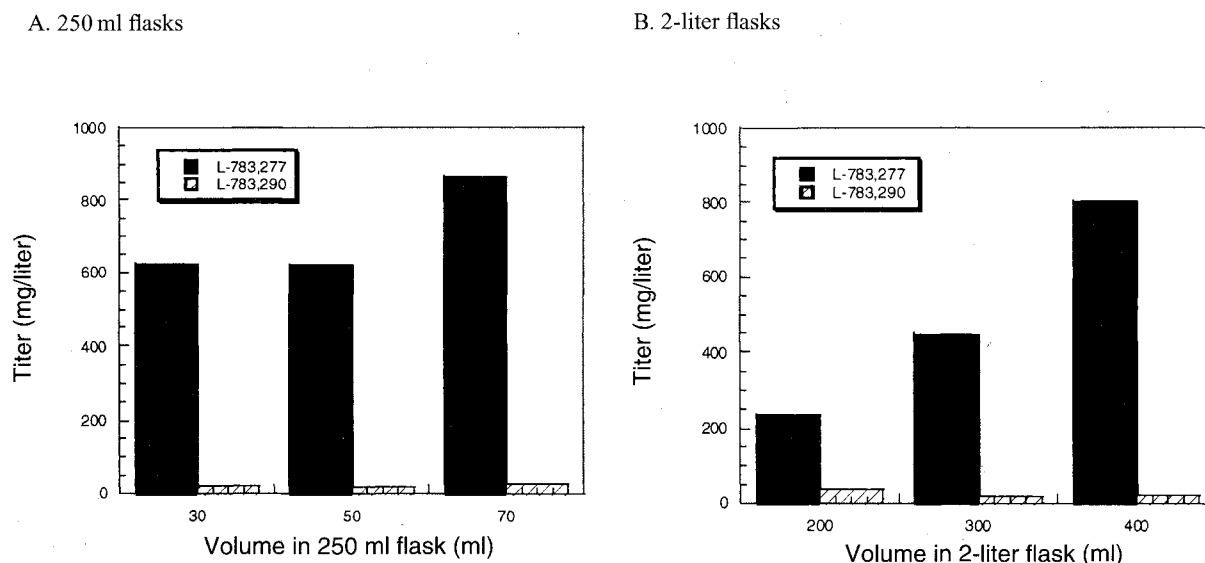 A. 250 ml flasks
B. 2-liter flasks
1000
800
600
400
200
0
Titer (mg/liter)
L-783,277
L-783,290
30
50
70
Volume in 250 ml flask (ml)
1000
800
600
400
200
0
Titer (mg/liter)
L-783,277
L-783,290
200
300
400
Volume in 2-liter flask (ml)